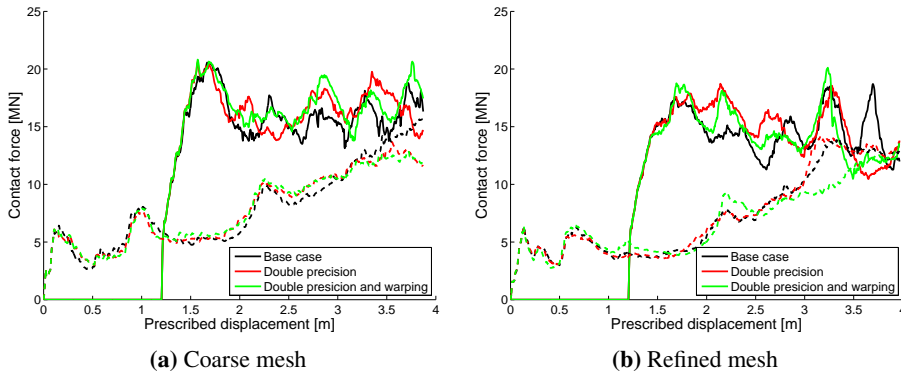 25
20
15
10
5
0
Contact force [MN]
0 0.5 1 1.5 2 2.5 3 3.5 4
Prescribed displacement [m]
Base case
Double precision
Double presicion and warping
(a) Coarse mesh
25
20
15
10
5
0
Contact force [MN]
0 0.5 1 1.5 2 2.5 3 3.5 4
Prescribed displacement [m]
Base case
Double precision
Double presicion and warping
(b) Refined mesh